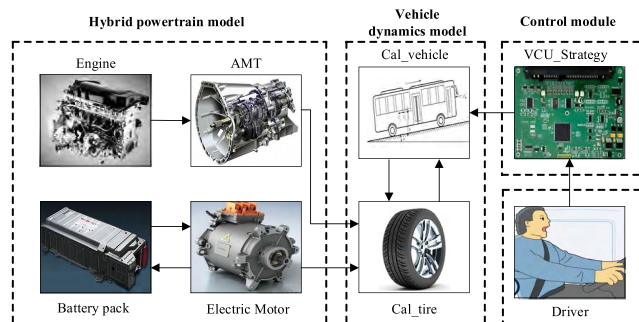 Hybrid powertrain model
Vehicle
dynamics model
Control module
Engine
AMT
Cal_vehicle
VCU_Strategy
Battery pack
Electric Motor
Cal_tire
Driver